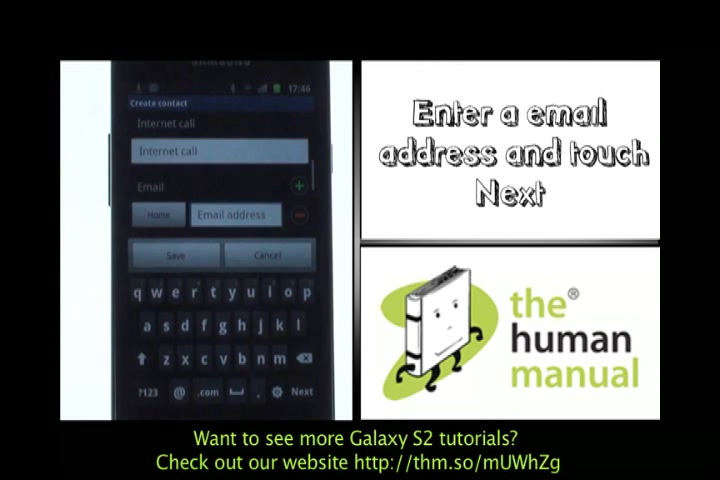 SAMSUNG
17:46
Create contact
Internet call
Internet call
Email
Home
Email address
Save
Cancel
q w e r t y u i o p
a s d f g h j k l
z x c v b n m
?123 @ .com . Next
Enter a email
address and touch
Next
the®
human
manual
Want to see more Galaxy S2 tutorials?
Check out our website http://thm.so/mUWhZg